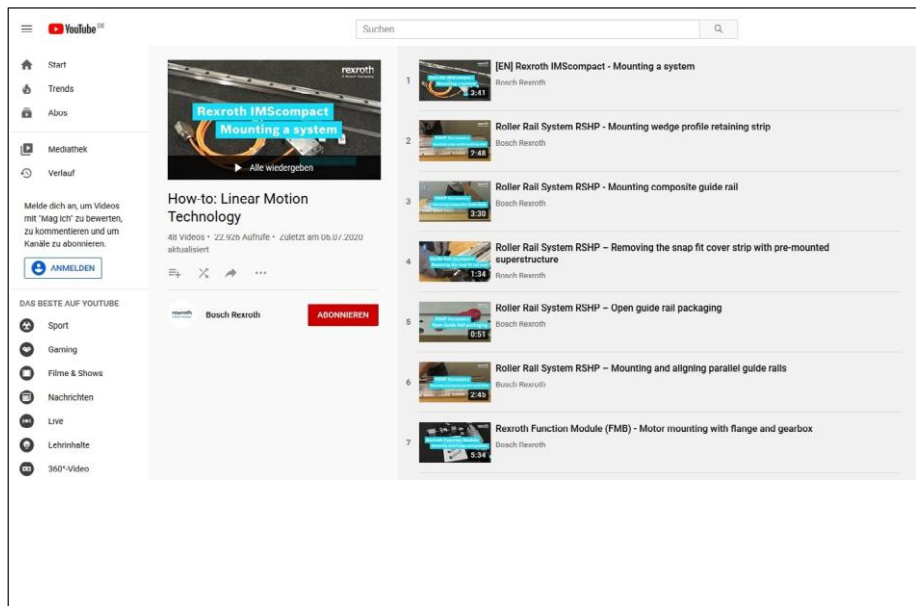 YouTube DE
Suchen
Start
Trends
Abos
Mediathek
Verlauf
Melde dich an, um Videos
mit "Mag ich" zu bewerten,
zu kommentieren und um
Kanäle zu abonnieren.
ANMELDEN
DAS BESTE AUF YOUTUBE
Sport
Gaming
Filme & Shows
Nachrichten
Live
Lehrinhalte
360°-Video
rexroth
A Bosch Company
Rexroth IMScompact
Mounting a system
Alle wiedergeben
How-to: Linear Motion
Technology
48 Videos • 22.926 Aufrufe • Zuletzt am 06.07.2020
aktualisiert
rexroth
Bosch Rexroth
ABONNIEREN
1
3:41
[EN] Rexroth IMScompact - Mounting a system
Bosch Rexroth
2
2:48
Roller Rail System RSHP - Mounting wedge profile retaining strip
Bosch Rexroth
3
3:30
Roller Rail System RSHP - Mounting composite guide rail
Bosch Rexroth
4
1:34
Roller Rail System RSHP – Removing the snap fit cover strip with pre-mounted
superstructure
Bosch Rexroth
5
0:51
Roller Rail System RSHP – Open guide rail packaging
Bosch Rexroth
6
2:45
Roller Rail System RSHP – Mounting and aligning parallel guide rails
Bosch Rexroth
7
5:34
Rexroth Function Module (FMB) - Motor mounting with flange and gearbox
Bosch Rexroth